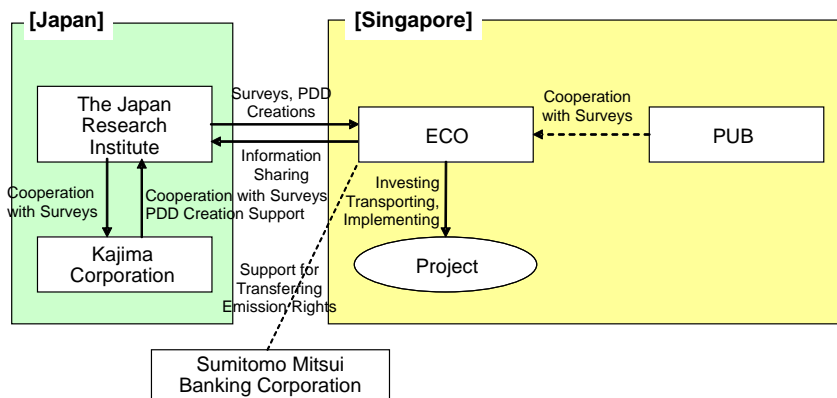 [Japan]
[Singapore]
The Japan
Research
Institute
Surveys, PDD
Creations
ECO
Cooperation
with Surveys
PUB
Information
Sharing
Cooperation
with Surveys
Cooperation with Surveys
PDD Creation Support
Investing
Transporting,
Implementing
Kajima
Corporation
Project
Support for
Transferring
Emission Rights
Sumitomo Mitsui
Banking Corporation